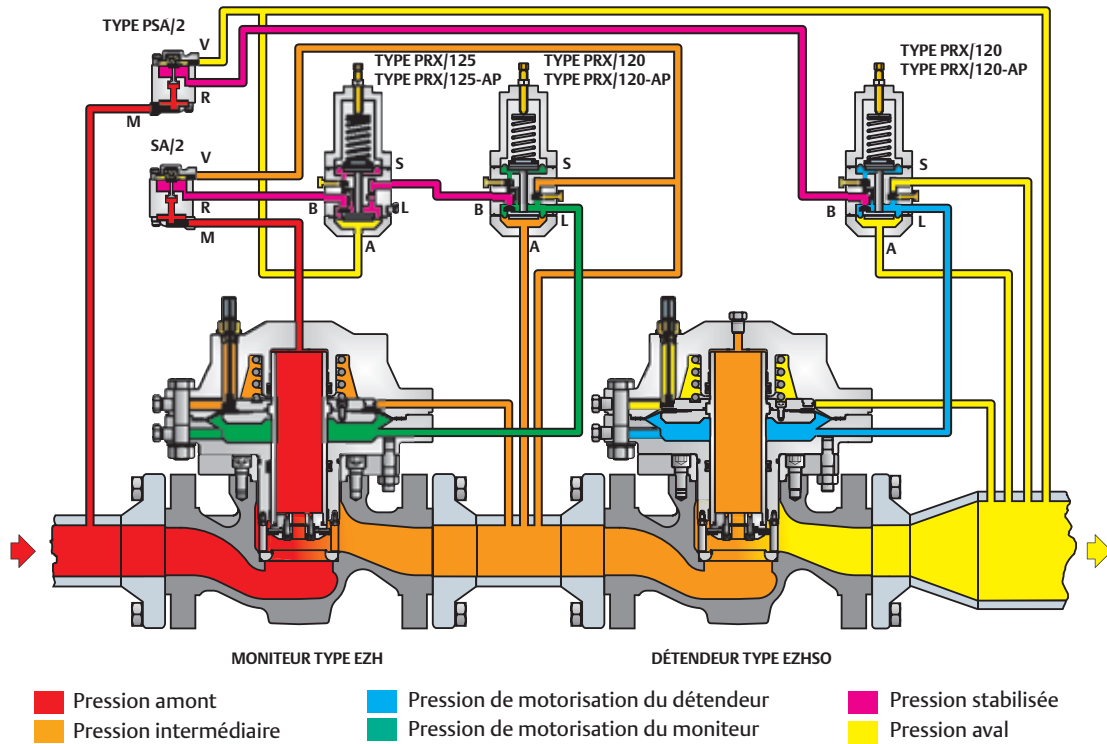 TYPE PSA/2
V
R
M
SA/2
V
R
M
TYPE PRX/125
TYPE PRX/125-AP
S
B
L
A
TYPE PRX/120
TYPE PRX/120-AP
S
B
L
A
TYPE PRX/120
TYPE PRX/120-AP
S
B
L
A
MONITEUR TYPE EZH
DÉTENDEUR TYPE EZHSO
Pression amont
Pression de motorisation du détendeur
Pression stabilisée
Pression intermédiaire
Pression de motorisation du moniteur
Pression aval